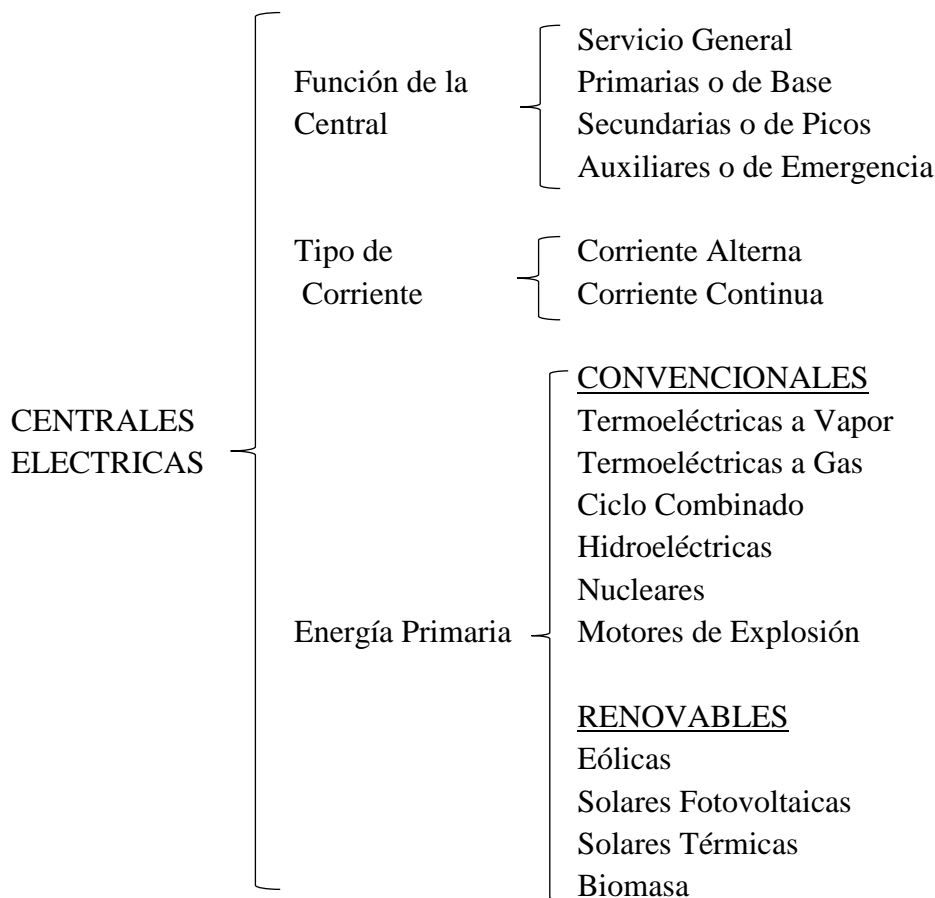 CENTRALES
ELECTRICAS
Función de la
Central
Servicio General
Primarias o de Base
Secundarias o de Picos
Auxiliares o de Emergencia
Tipo de
Corriente
Corriente Alterna
Corriente Continua
Energía Primaria
CONVENCIONALES
Termoeléctricas a Vapor
Termoeléctricas a Gas
Ciclo Combinado
Hidroeléctricas
Nucleares
Motores de Explosión
RENOVABLES
Eólicas
Solares Fotovoltaicas
Solares Térmicas
Biomasa